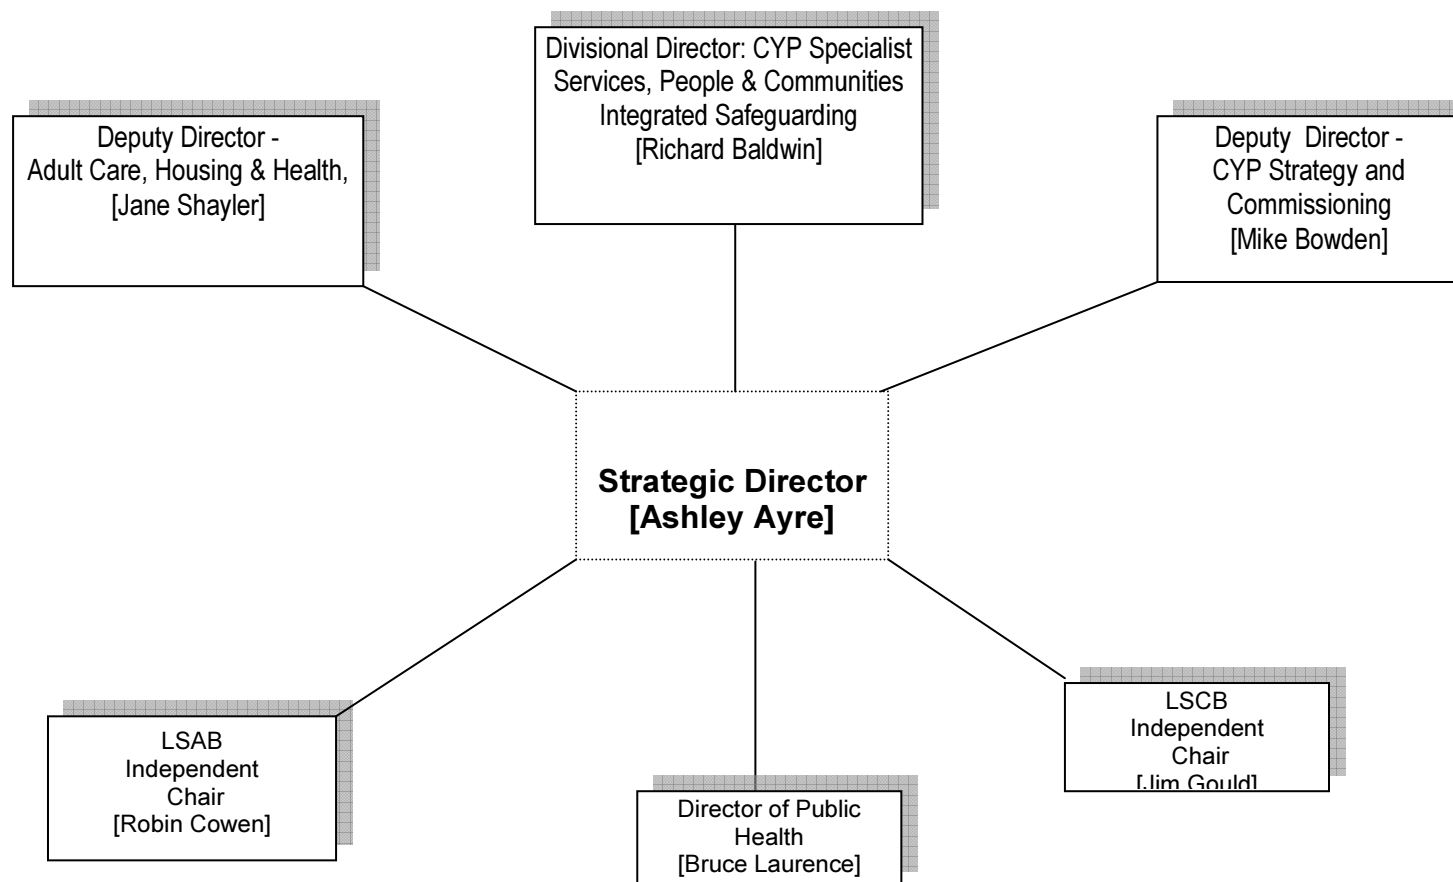 Divisional Director: CYP Specialist
Services, People & Communities
Integrated Safeguarding
[Richard Baldwin]
Deputy Director -
Adult Care, Housing & Health,
[Jane Shayler]
Deputy Director -
CYP Strategy and
Commissioning
[Mike Bowden]
Strategic Director
[Ashley Ayre]
LSAB
Independent
Chair
[Robin Cowen]
Director of Public
Health
[Bruce Laurence]
LSCB
Independent
Chair
[Jim Gould]